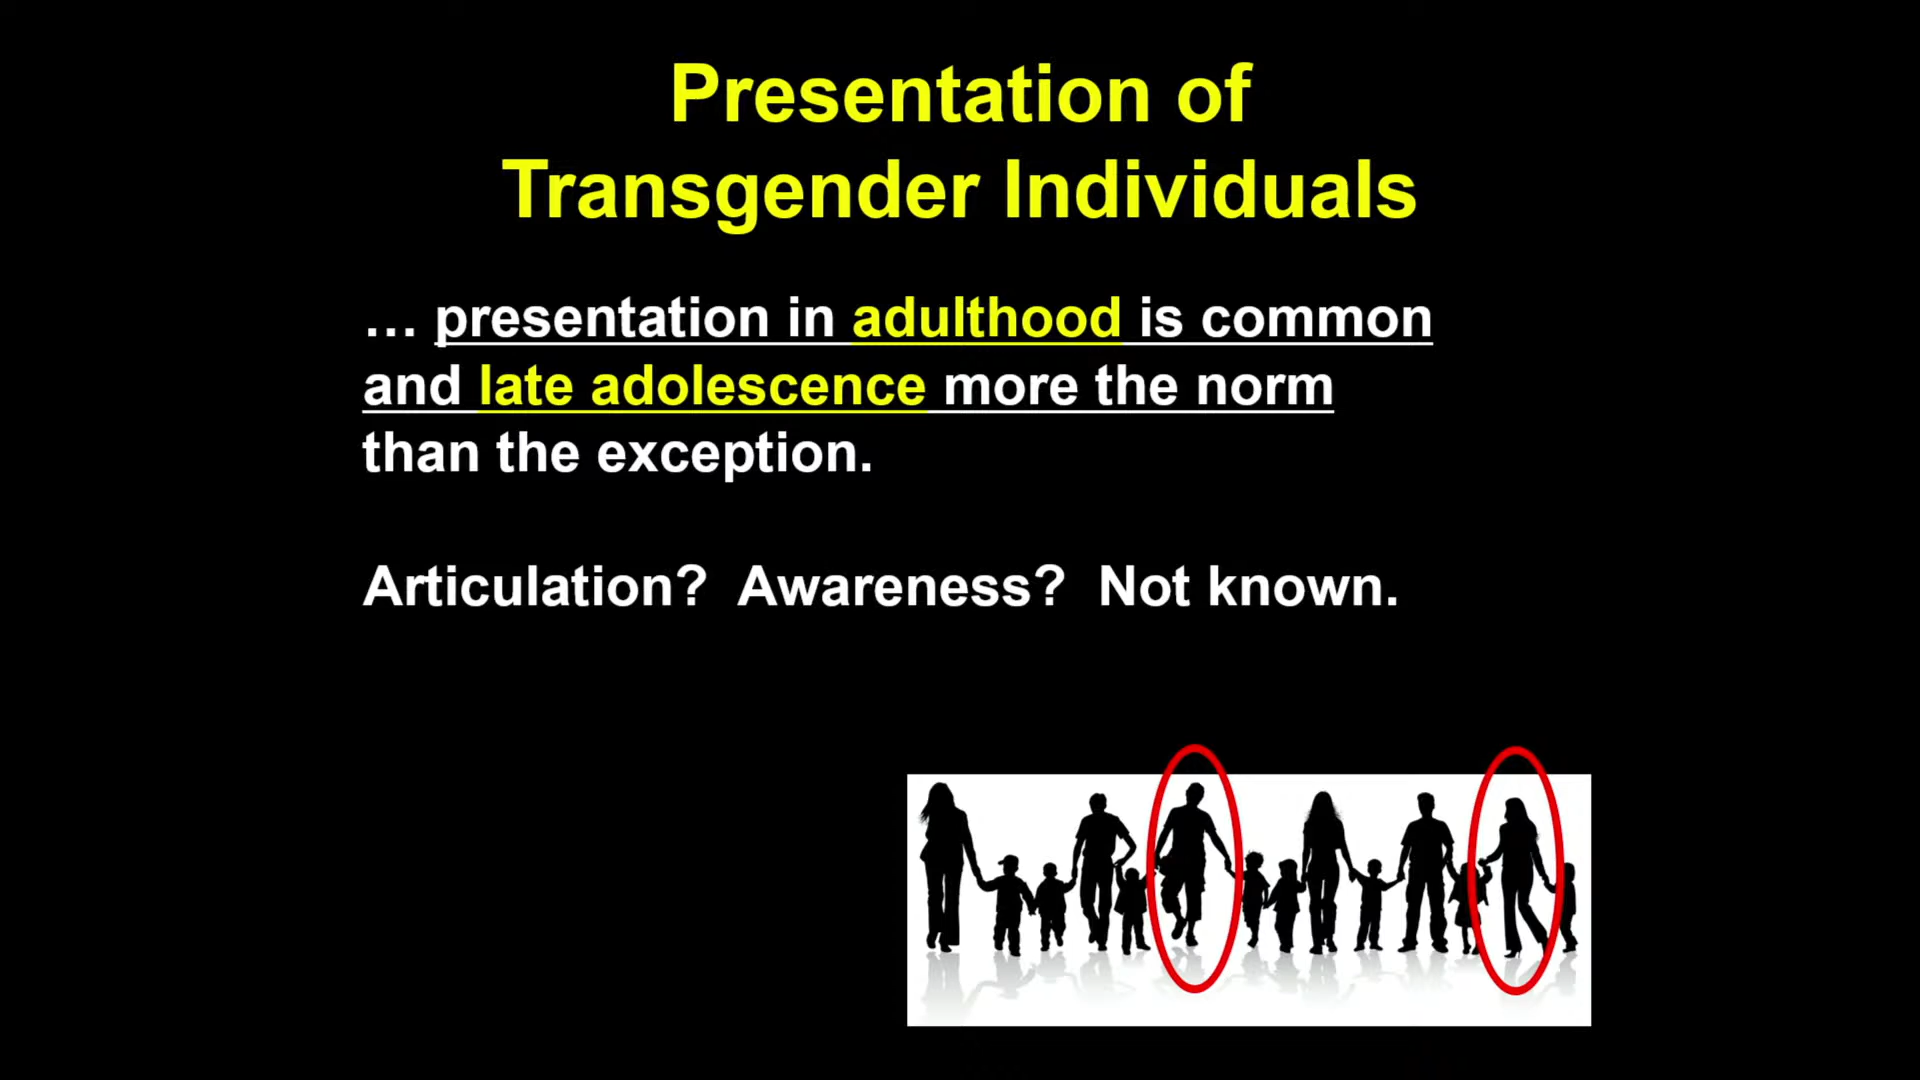 Presentation of
Transgender Individuals
… presentation in adulthood is common
and late adolescence more the norm
than the exception.
Articulation? Awareness? Not known.